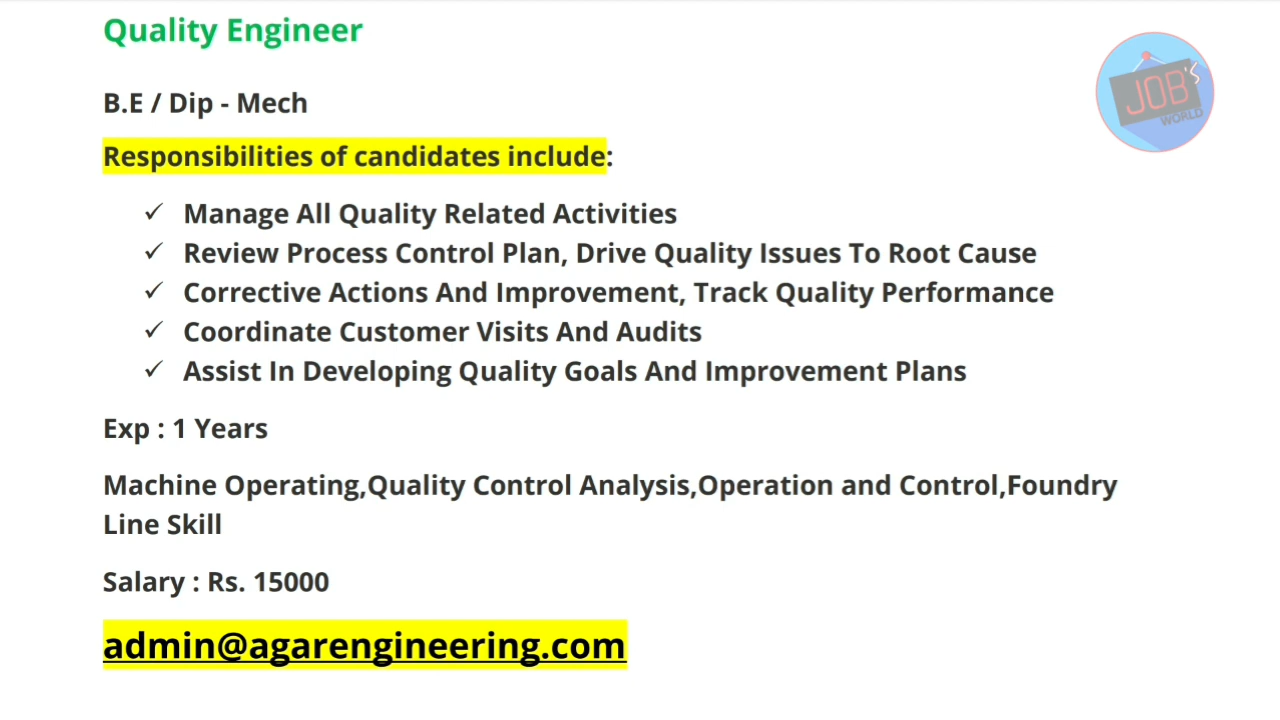 Quality Engineer
JOB'S
WORLD
B.E / Dip - Mech
Responsibilities of candidates include:
✓ Manage All Quality Related Activities
✓ Review Process Control Plan, Drive Quality Issues To Root Cause
✓ Corrective Actions And Improvement, Track Quality Performance
✓ Coordinate Customer Visits And Audits
✓ Assist In Developing Quality Goals And Improvement Plans
Exp : 1 Years
Machine Operating,Quality Control Analysis,Operation and Control,Foundry
Line Skill
Salary : Rs. 15000
admin@agarengineering.com